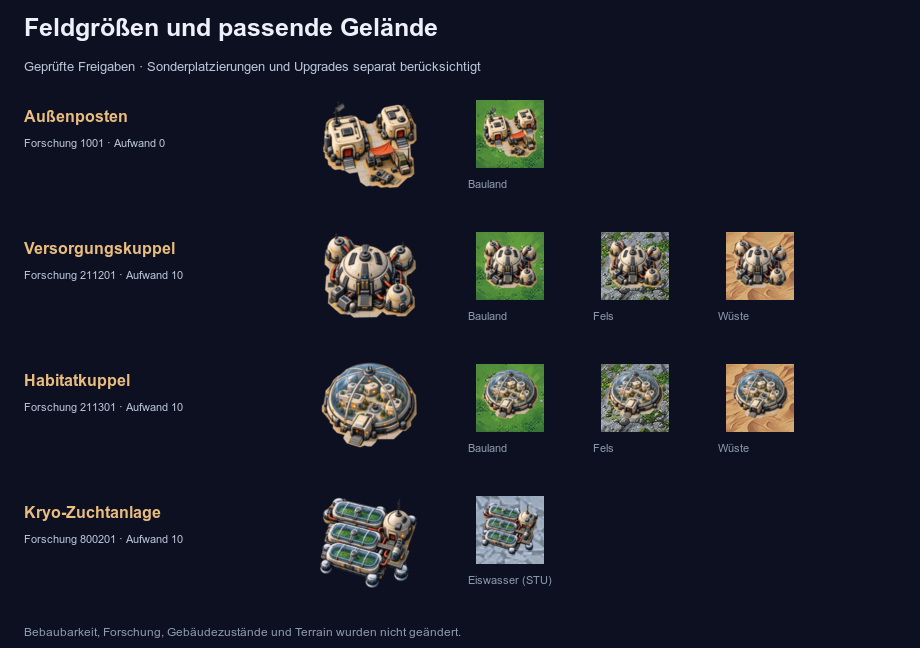 Feldgrößen und passende Gelände
Geprüfte Freigaben · Sonderplatzierungen und Upgrades separat berücksichtigt
Außenposten
Forschung 1001 · Aufwand 0
Bauland
Versorgungskuppel
Forschung 211201 · Aufwand 10
Bauland
Fels
Wüste
Habitatkuppel
Forschung 211301 · Aufwand 10
Bauland
Fels
Wüste
Kryo-Zuchtanlage
Forschung 800201 · Aufwand 10
Eiswasser (STU)
Bebaubarkeit, Forschung, Gebäudezustände und Terrain wurden nicht geändert.